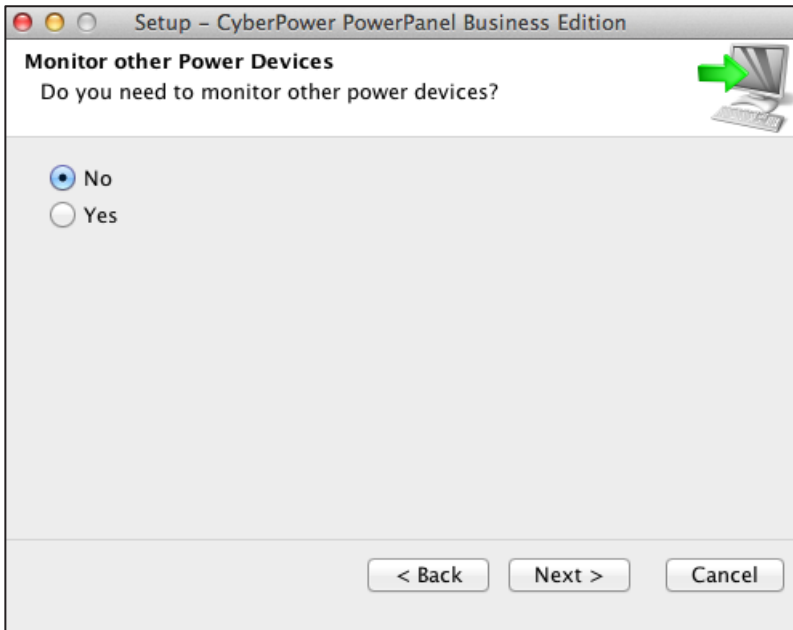 Setup – CyberPower PowerPanel Business Edition
Monitor other Power Devices
Do you need to monitor other power devices?
No
Yes
< Back
Next >
Cancel